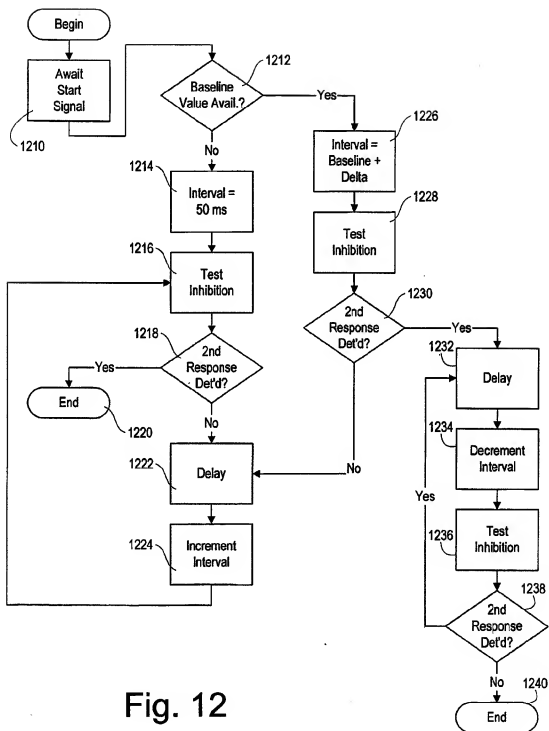 Begin
Await
Start
Signal
1210
Baseline
Value Avail.?
1212
Yes
No
1214
Interval =
50 ms
1216
Test
Inhibition
1218
2nd
Response
Det'd?
Yes
End
1220
No
1222
Delay
1224
Increment
Interval
1226
Interval =
Baseline +
Delta
1228
Test
Inhibition
1230
2nd
Response
Det'd?
Yes
No
1232
Delay
1234
Decrement
Interval
Yes
1236
Test
Inhibition
1238
2nd
Response
Det'd?
No
1240
End
Fig. 12